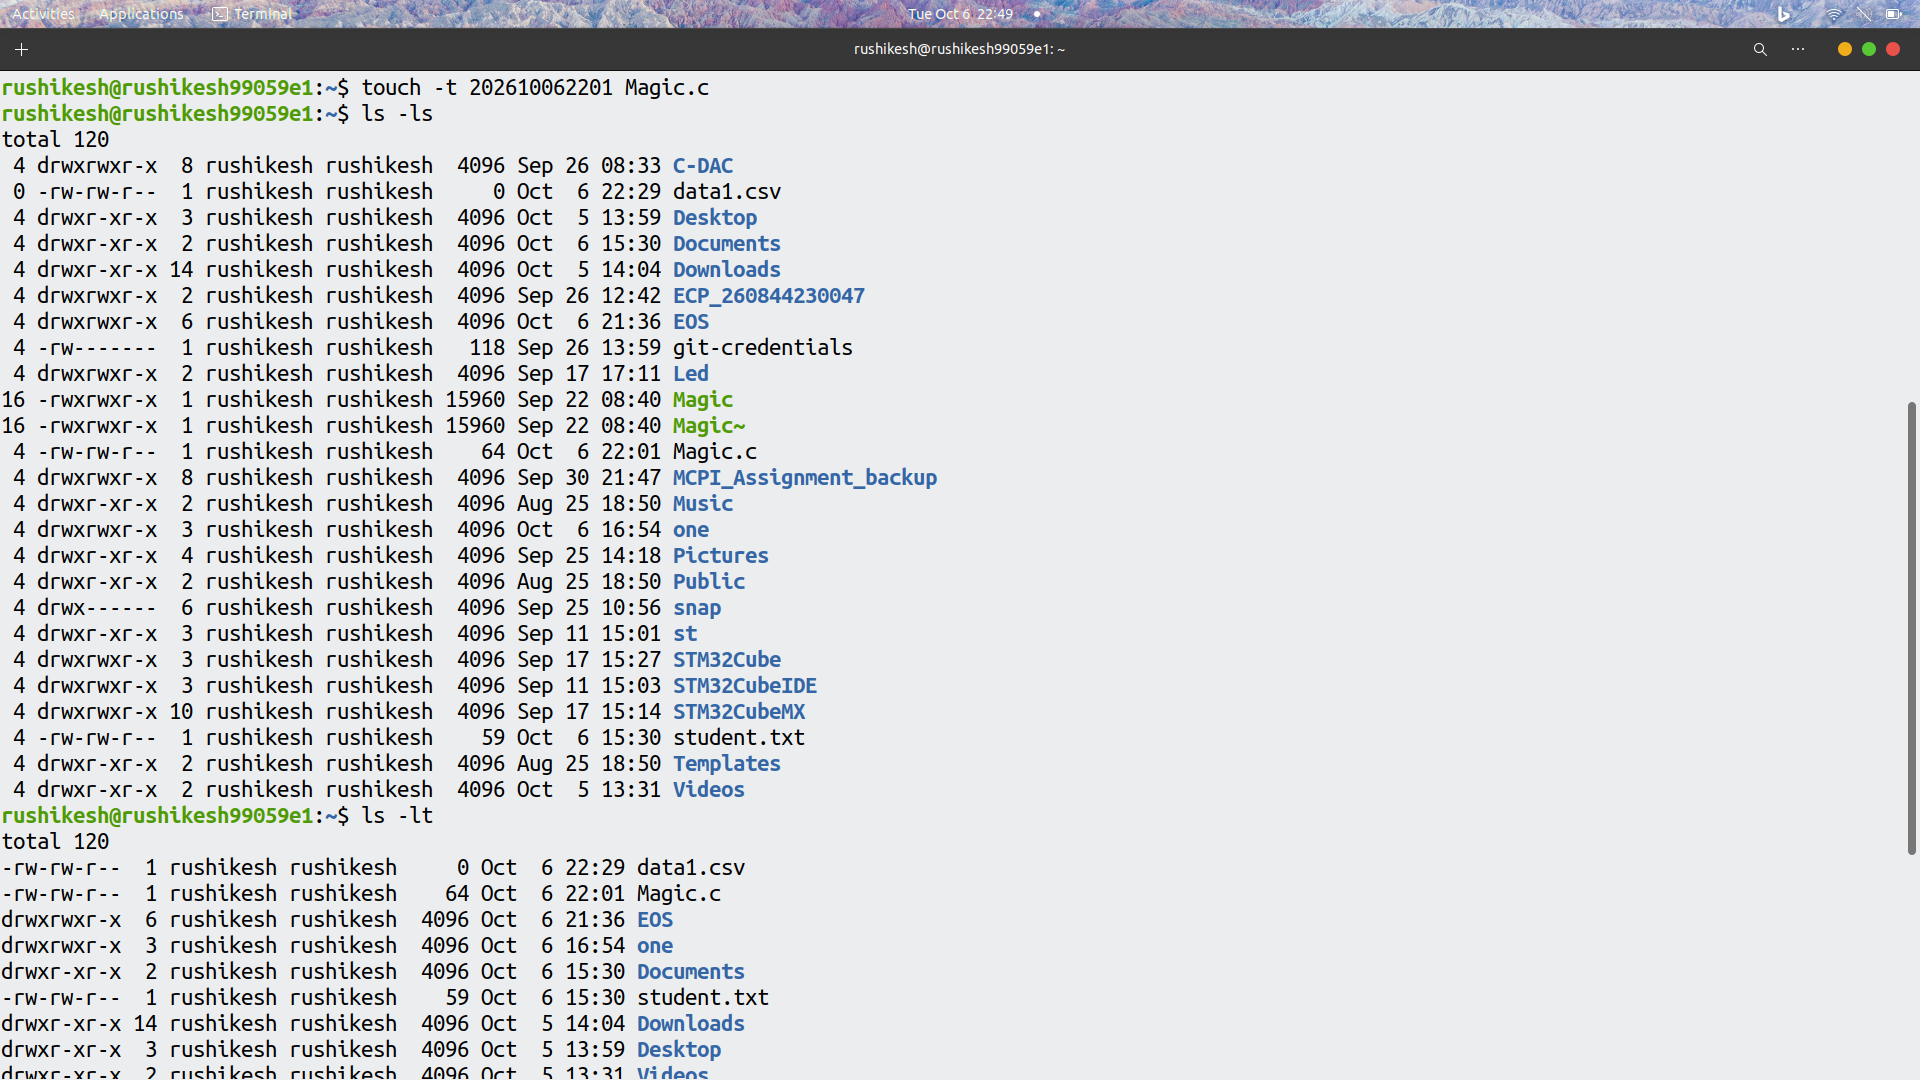 Activities Applications Terminal Tue Oct 6 22:49
rushikesh@rushikesh99059e1: ~
rushikesh@rushikesh99059e1:~$ touch -t 202610062201 Magic.c
rushikesh@rushikesh99059e1:~$ ls -ls
total 120
 4 drwxrwxr-x  8 rushikesh rushikesh  4096 Sep 26 08:33 C-DAC
 0 -rw-rw-r--  1 rushikesh rushikesh     0 Oct  6 22:29 data1.csv
 4 drwxr-xr-x  3 rushikesh rushikesh  4096 Oct  5 13:59 Desktop
 4 drwxr-xr-x  2 rushikesh rushikesh  4096 Oct  6 15:30 Documents
 4 drwxr-xr-x 14 rushikesh rushikesh  4096 Oct  5 14:04 Downloads
 4 drwxrwxr-x  2 rushikesh rushikesh  4096 Sep 26 12:42 ECP_260844230047
 4 drwxrwxr-x  6 rushikesh rushikesh  4096 Oct  6 21:36 EOS
 4 -rw-------  1 rushikesh rushikesh   118 Sep 26 13:59 git-credentials
 4 drwxrwxr-x  2 rushikesh rushikesh  4096 Sep 17 17:11 Led
16 -rwxrwxr-x  1 rushikesh rushikesh 15960 Sep 22 08:40 Magic
16 -rwxrwxr-x  1 rushikesh rushikesh 15960 Sep 22 08:40 Magic~
 4 -rw-rw-r--  1 rushikesh rushikesh    64 Oct  6 22:01 Magic.c
 4 drwxrwxr-x  8 rushikesh rushikesh  4096 Sep 30 21:47 MCPI_Assignment_backup
 4 drwxr-xr-x  2 rushikesh rushikesh  4096 Aug 25 18:50 Music
 4 drwxrwxr-x  3 rushikesh rushikesh  4096 Oct  6 16:54 one
 4 drwxr-xr-x  4 rushikesh rushikesh  4096 Sep 25 14:18 Pictures
 4 drwxr-xr-x  2 rushikesh rushikesh  4096 Aug 25 18:50 Public
 4 drwx------  6 rushikesh rushikesh  4096 Sep 25 10:56 snap
 4 drwxr-xr-x  3 rushikesh rushikesh  4096 Sep 11 15:01 st
 4 drwxrwxr-x  3 rushikesh rushikesh  4096 Sep 17 15:27 STM32Cube
 4 drwxrwxr-x  3 rushikesh rushikesh  4096 Sep 11 15:03 STM32CubeIDE
 4 drwxrwxr-x 10 rushikesh rushikesh  4096 Sep 17 15:14 STM32CubeMX
 4 -rw-rw-r--  1 rushikesh rushikesh    59 Oct  6 15:30 student.txt
 4 drwxr-xr-x  2 rushikesh rushikesh  4096 Aug 25 18:50 Templates
 4 drwxr-xr-x  2 rushikesh rushikesh  4096 Oct  5 13:31 Videos
rushikesh@rushikesh99059e1:~$ ls -lt
total 120
-rw-rw-r--  1 rushikesh rushikesh     0 Oct  6 22:29 data1.csv
-rw-rw-r--  1 rushikesh rushikesh    64 Oct  6 22:01 Magic.c
drwxrwxr-x  6 rushikesh rushikesh  4096 Oct  6 21:36 EOS
drwxrwxr-x  3 rushikesh rushikesh  4096 Oct  6 16:54 one
drwxr-xr-x  2 rushikesh rushikesh  4096 Oct  6 15:30 Documents
-rw-rw-r--  1 rushikesh rushikesh    59 Oct  6 15:30 student.txt
drwxr-xr-x 14 rushikesh rushikesh  4096 Oct  5 14:04 Downloads
drwxr-xr-x  3 rushikesh rushikesh  4096 Oct  5 13:59 Desktop
drwxr-xr-x  2 rushikesh rushikesh  4096 Oct  5 13:31 Videos